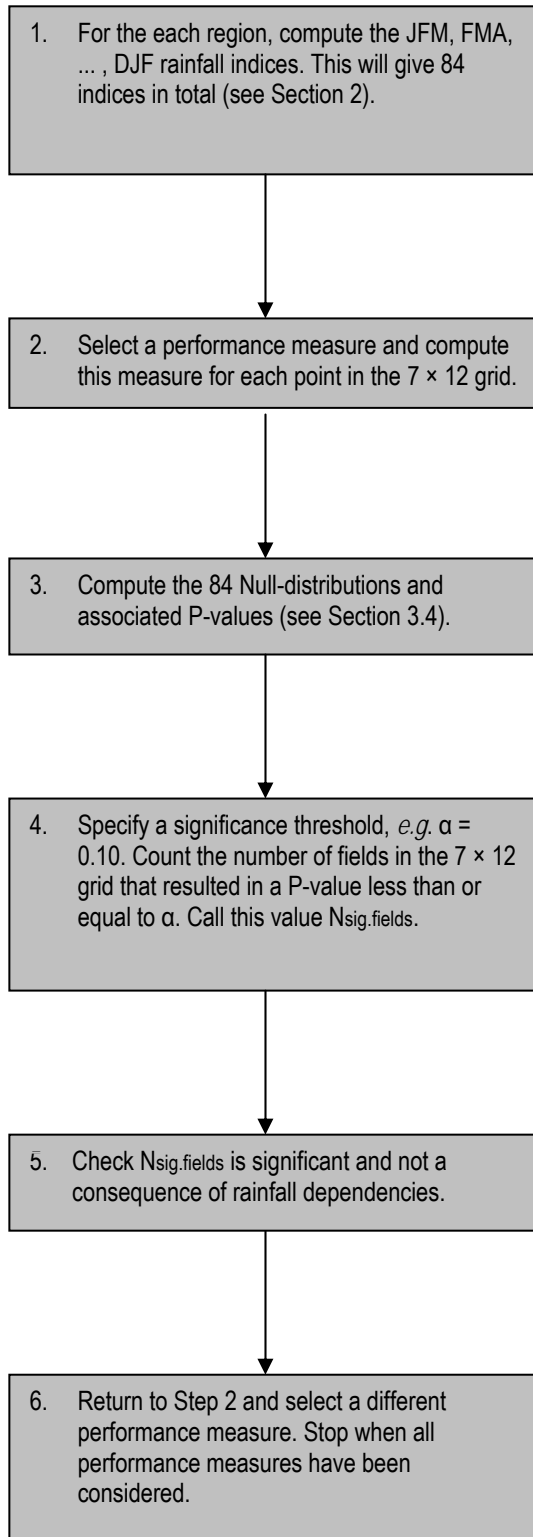 1. For the each region, compute the JFM, FMA,
... , DJF rainfall indices. This will give 84
indices in total (see Section 2).
2. Select a performance measure and compute
this measure for each point in the 7 × 12 grid.
3. Compute the 84 Null-distributions and
associated P-values (see Section 3.4).
4. Specify a significance threshold, e.g. α =
0.10. Count the number of fields in the 7 × 12
grid that resulted in a P-value less than or
equal to α. Call this value Nsig.fields.
5. Check Nsig.fields is significant and not a
consequence of rainfall dependencies.
6. Return to Step 2 and select a different
performance measure. Stop when all
performance measures have been
considered.